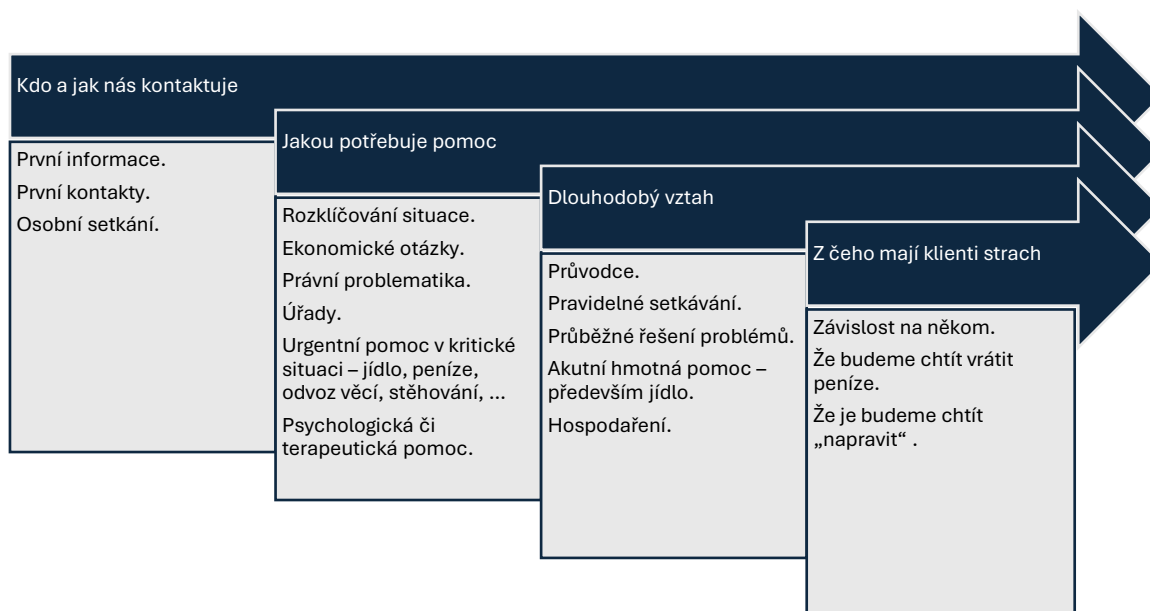 Kdo a jak nás kontaktuje
První informace.
První kontakty.
Osobní setkání.
Jakou potřebuje pomoc
Rozklíčování situace.
Ekonomické otázky.
Právní problematika.
Úřady.
Urgentní pomoc v kritické
situaci – jídlo, peníze,
odvoz věcí, stěhování, ...
Psychologická či
terapeutická pomoc.
Dlouhodobý vztah
Průvodce.
Pravidelné setkávání.
Průběžné řešení problémů.
Akutní hmotná pomoc –
především jídlo.
Hospodaření.
Z čeho mají klienti strach
Závislost na někom.
Že budeme chtít vrátit
peníze.
Že je budeme chtít
„napravit“ .